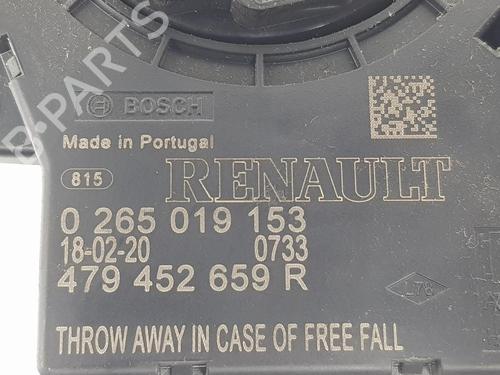 B-PARTS
BOSCH
Made in Portugal
815
RENAULT
0 265 019 153
18-02-20 0733
479 452 659 R
L78
THROW AWAY IN CASE OF FREE FALL